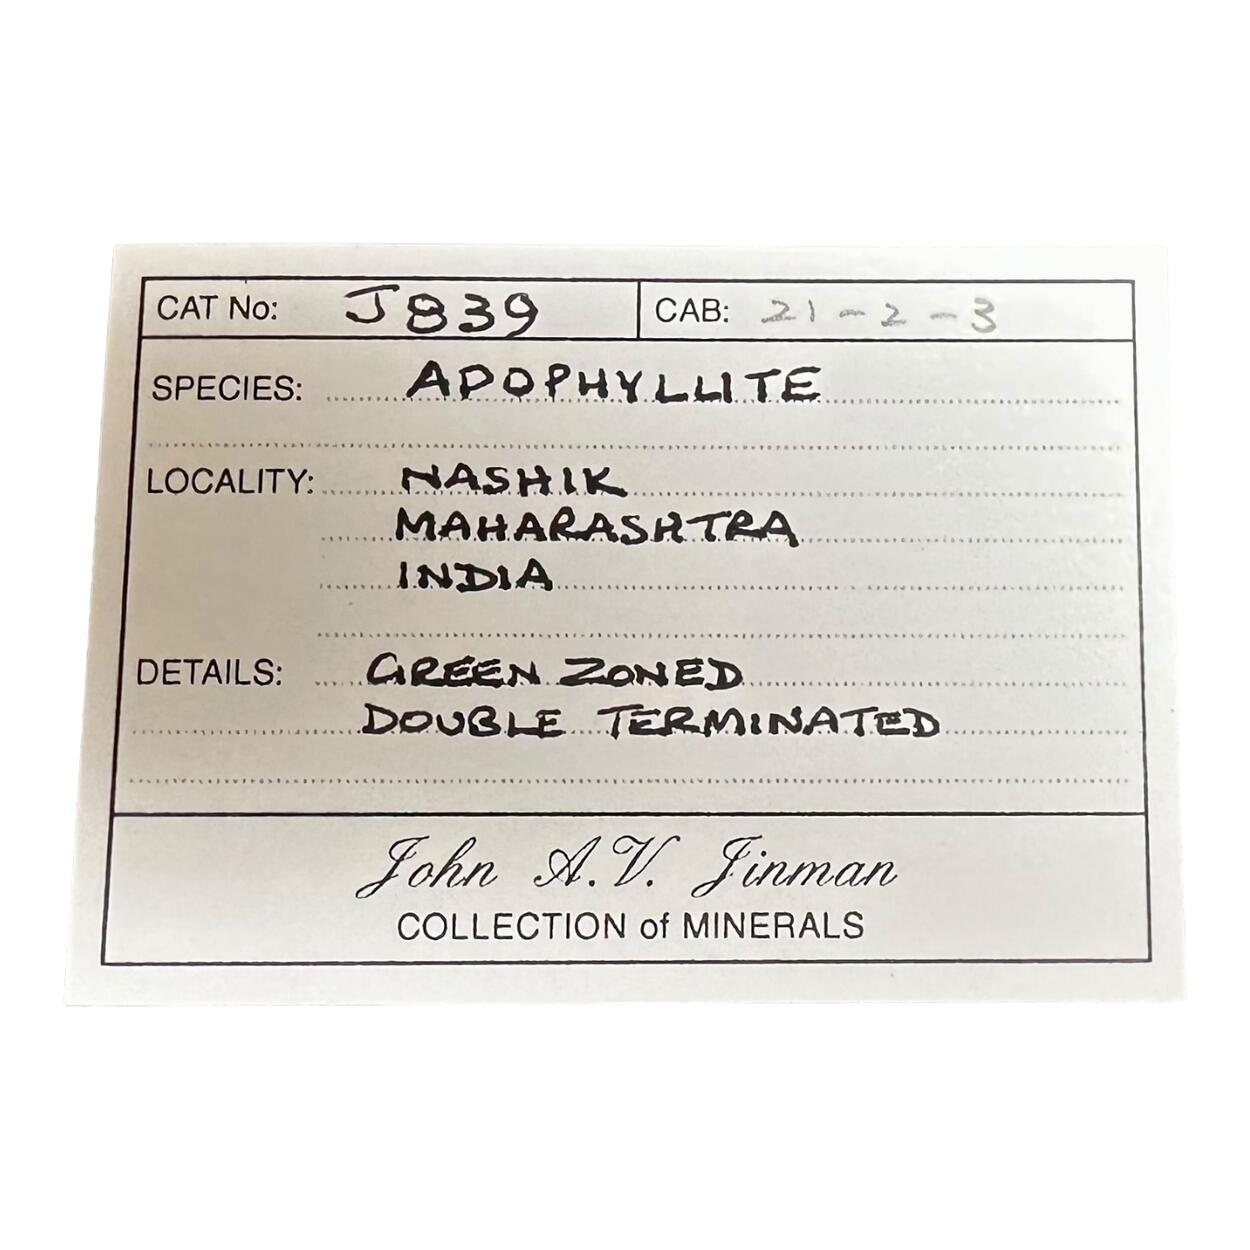 CAT No: J839 CAB: 21-2-3
SPECIES: APOPHYLLITE
LOCALITY: NASHIK
MAHARASHTRA
INDIA
DETAILS: GREEN ZONED
DOUBLE TERMINATED
John A.V. Jinman
COLLECTION of MINERALS